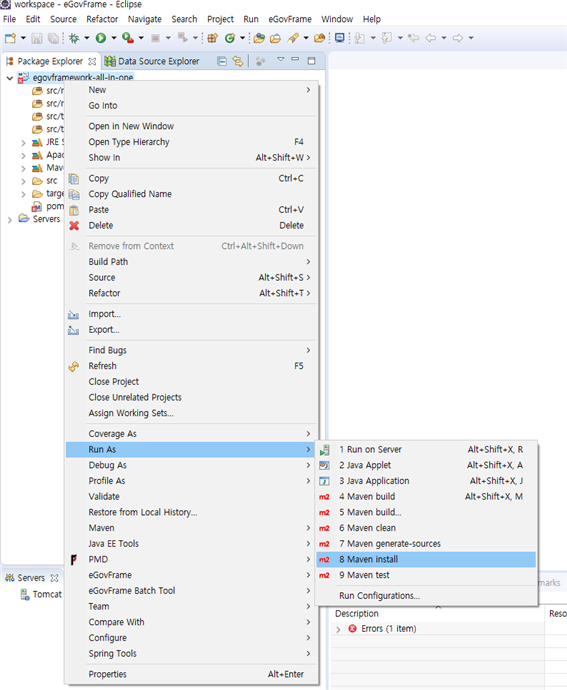 workspace - eGovFrame - Eclipse
File Edit Source Refactor Navigate Search Project Run eGovFrame Window Help
Package Explorer Data Source Explorer
egovframework-all-in-one
src/
src/
src/t
src/t
JRE S
Apac
Mav
src
targe
pom
Servers
New
Go Into
Open in New Window
Open Type Hierarchy F4
Show In Alt+Shift+W
Copy Ctrl+C
Copy Qualified Name
Paste Ctrl+V
Delete Delete
Remove from Context Ctrl+Alt+Shift+Down
Build Path
Source Alt+Shift+S
Refactor Alt+Shift+T
Import...
Export...
Find Bugs
Refresh F5
Close Project
Close Unrelated Projects
Assign Working Sets...
Coverage As
Run As
Debug As
Profile As
Validate
Restore from Local History...
Maven
Java EE Tools
PMD
eGovFrame
eGovFrame Batch Tool
Team
Compare With
Configure
Spring Tools
Properties Alt+Enter
1 Run on Server Alt+Shift+X, R
2 Java Applet Alt+Shift+X, A
3 Java Application Alt+Shift+X, J
m2 4 Maven build Alt+Shift+X, M
m2 5 Maven build...
m2 6 Maven clean
m2 7 Maven generate-sources
m2 8 Maven install
m2 9 Maven test
Run Configurations...
Servers
Tomcat
marks
Description Reso
Errors (1 item)